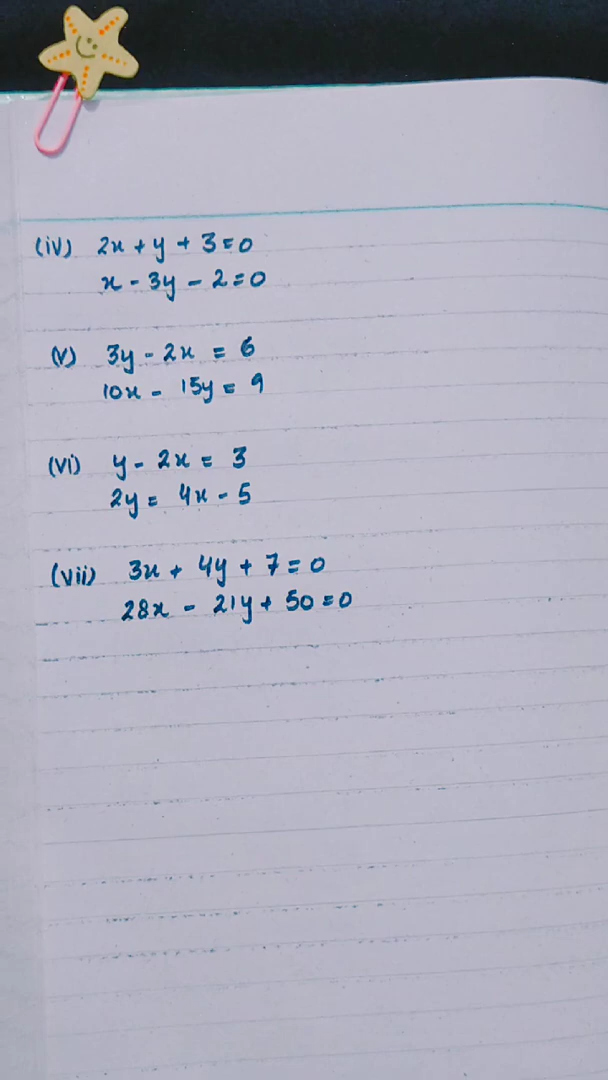 (iv) 2x + y + 3 = 0
x - 3y - 2 = 0
(v) 3y - 2x = 6
10x - 15y = 9
(vi) y - 2x = 3
2y = 4x - 5
(vii) 3x + 4y + 7 = 0
28x - 21y + 50 = 0